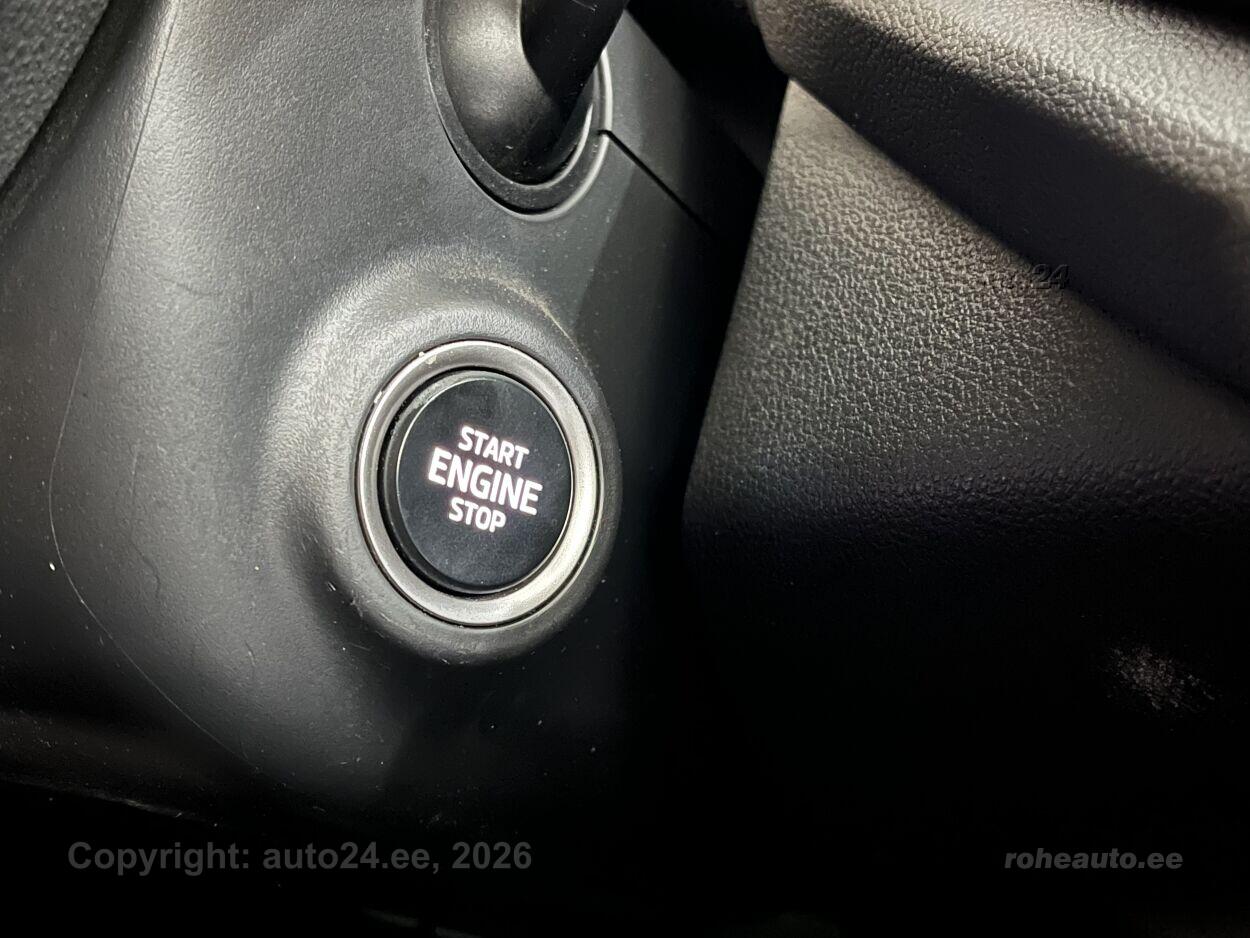 START
ENGINE
STOP
Copyright: auto24.ee, 2026
roheauto.ee